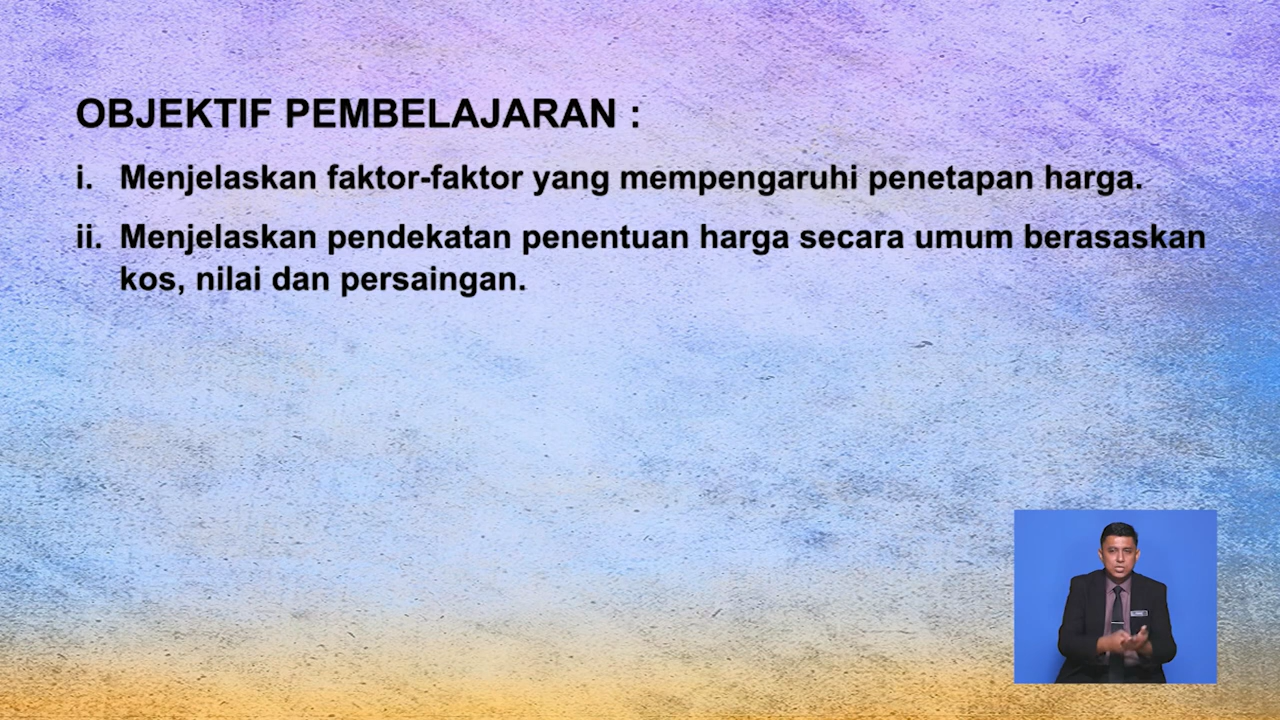 OBJEKTIF PEMBELAJARAN :
i. Menjelaskan faktor-faktor yang mempengaruhi penetapan harga.
ii. Menjelaskan pendekatan penentuan harga secara umum berasaskan
kos, nilai dan persaingan.